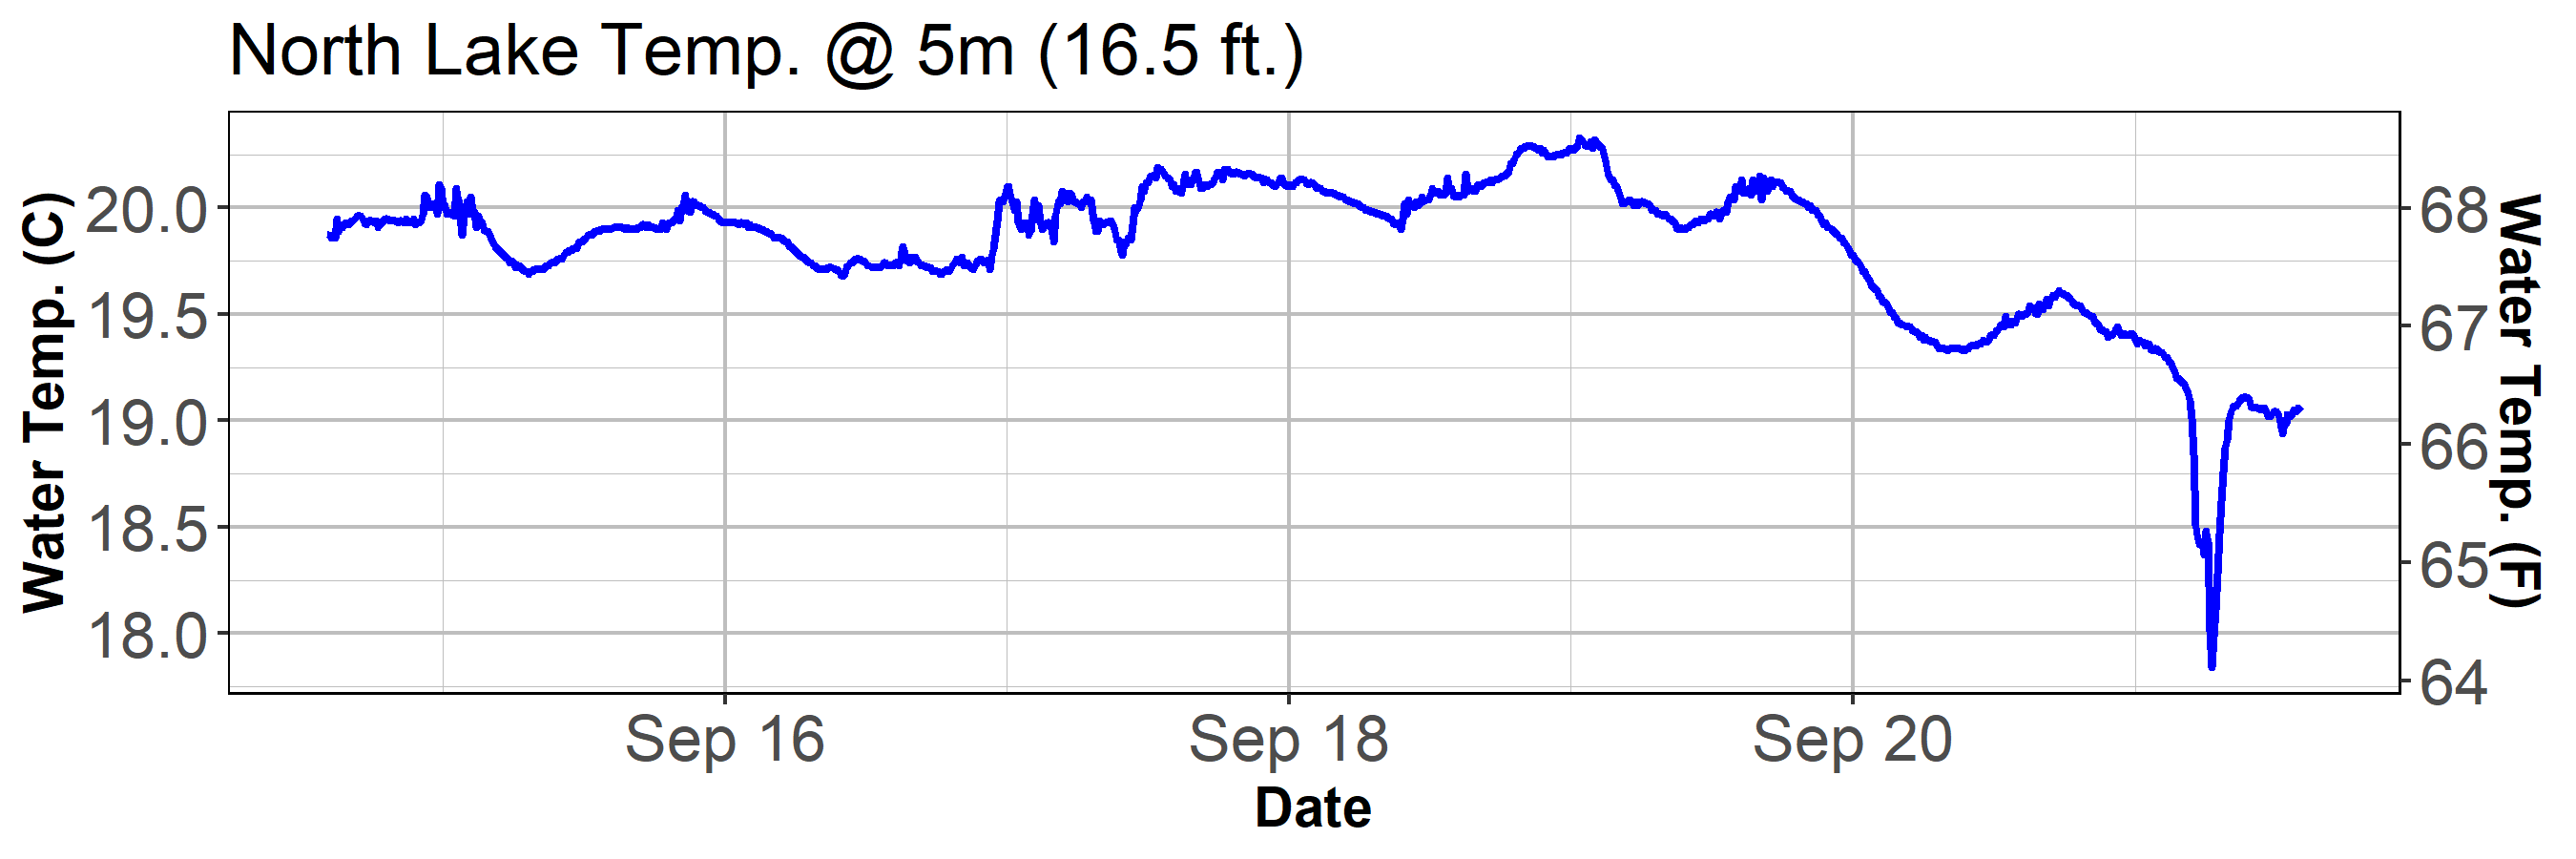 North Lake Temp. @ 5m (16.5 ft.)
Water Temp. (C)
20.0
19.5
19.0
18.5
18.0
68
67
66
65
64
Water Temp. (F)
Sep 16
Sep 18
Sep 20
Date